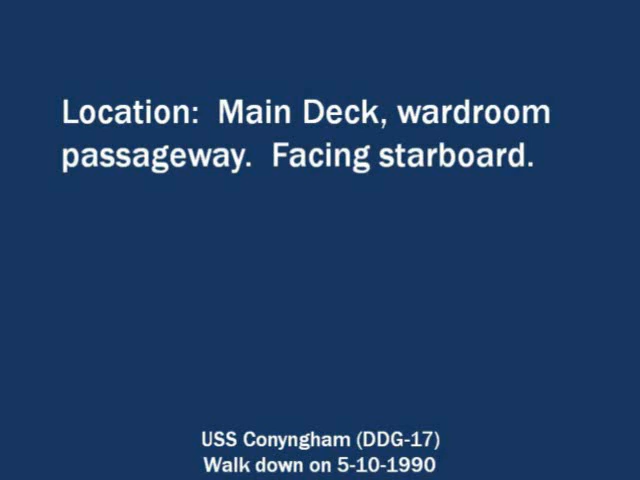 Location:  Main Deck, wardroom
passageway.  Facing starboard.
USS Conyngham (DDG-17)
Walk down on 5-10-1990